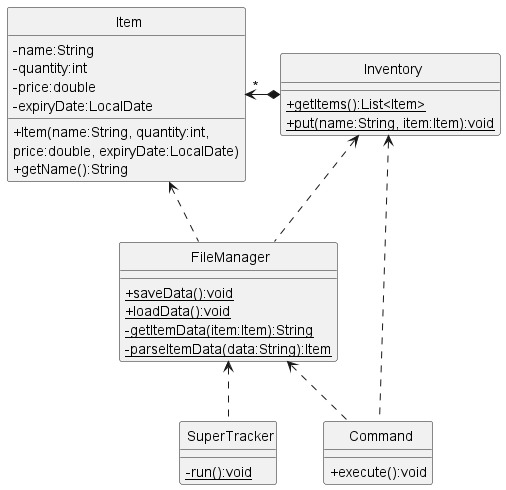 Item
-name:String
-quantity:int
-price:double
-expiryDate:LocalDate
+Item(name:String, quantity:int,
price:double, expiryDate:LocalDate)
+getName():String
*
Inventory
+getItems():List<Item>
+put(name:String, item:Item):void
FileManager
+saveData():void
+loadData():void
-getItemData(item:Item):String
-parseItemData(data:String):Item
SuperTracker
-run():void
Command
+execute():void